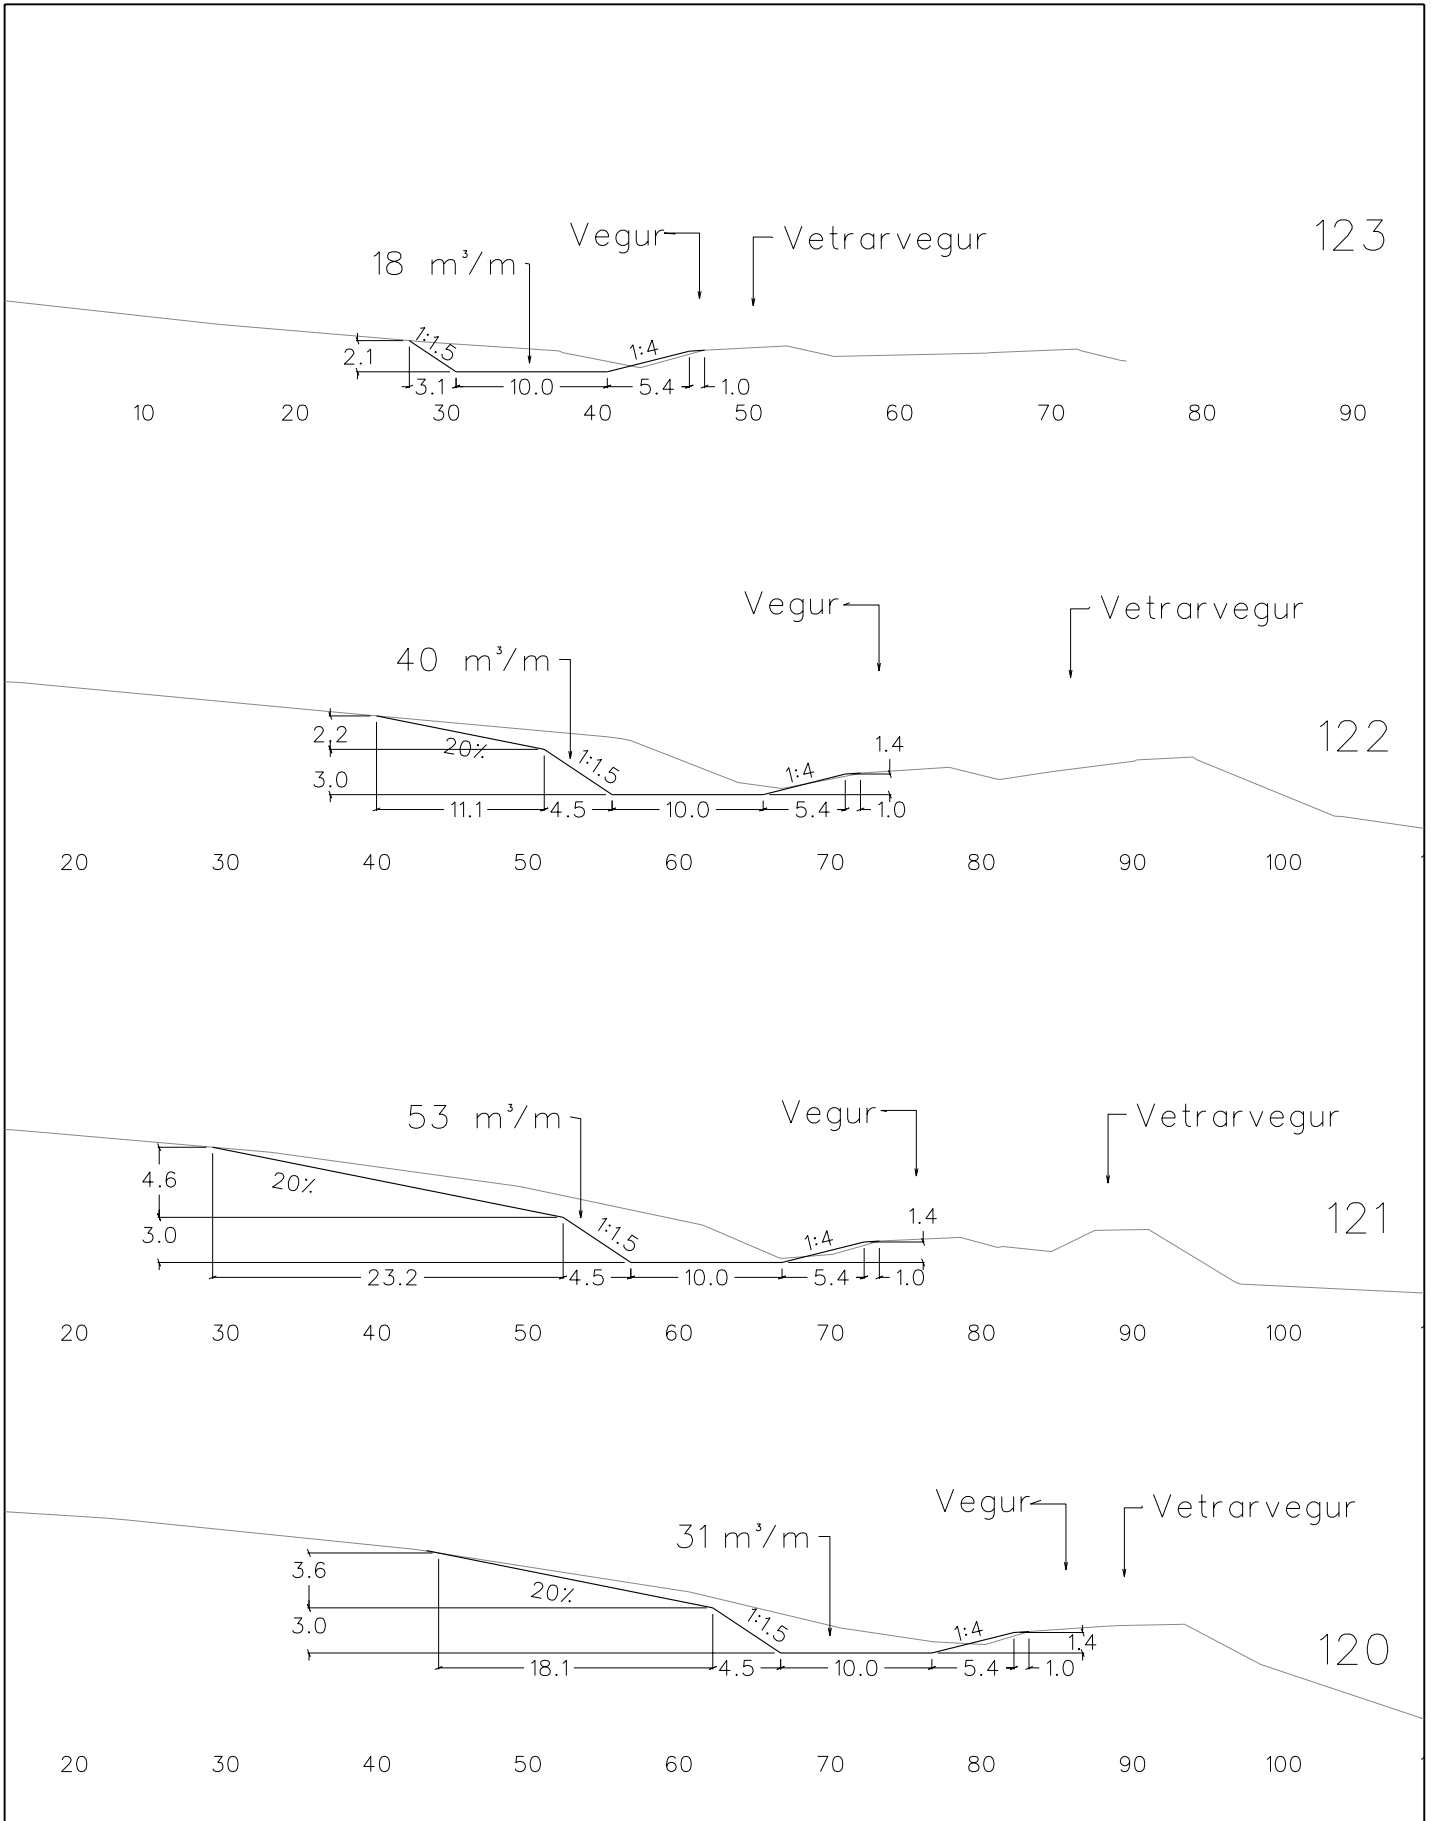 Vegur Vetrarvegur 123
18 m³/m
1:1.5 1:4
2.1
3.1 10.0 5.4 1.0
10 20 30 40 50 60 70 80 90
Vegur Vetrarvegur
40 m³/m
122
2.2 20% 1:1.5 1:4 1.4
3.0
11.1 4.5 10.0 5.4 1.0
20 30 40 50 60 70 80 90 100
53 m³/m Vegur Vetrarvegur
4.6 20%
121
3.0 1:1.5 1:4 1.4
23.2 4.5 10.0 5.4 1.0
20 30 40 50 60 70 80 90 100
Vegur Vetrarvegur
31 m³/m
3.6 20%
3.0 1:1.5 1:4 1.4
120
18.1 4.5 10.0 5.4 1.0
20 30 40 50 60 70 80 90 100